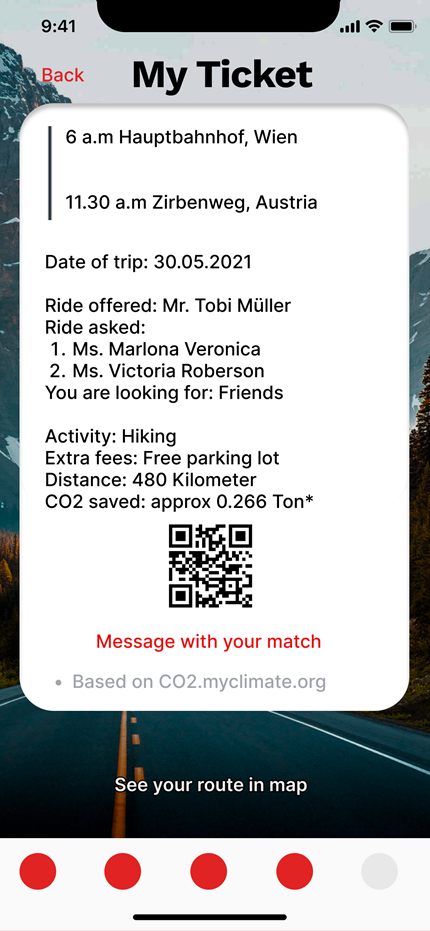 9:41
Back
My Ticket
6 a.m Hauptbahnhof, Wien
11.30 a.m Zirbenweg, Austria
Date of trip: 30.05.2021
Ride offered: Mr. Tobi Müller
Ride asked:
1. Ms. Marlona Veronica
2. Ms. Victoria Roberson
You are looking for: Friends
Activity: Hiking
Extra fees: Free parking lot
Distance: 480 Kilometer
CO2 saved: approx 0.266 Ton*
Message with your match
• Based on CO2.myclimate.org
See your route in map